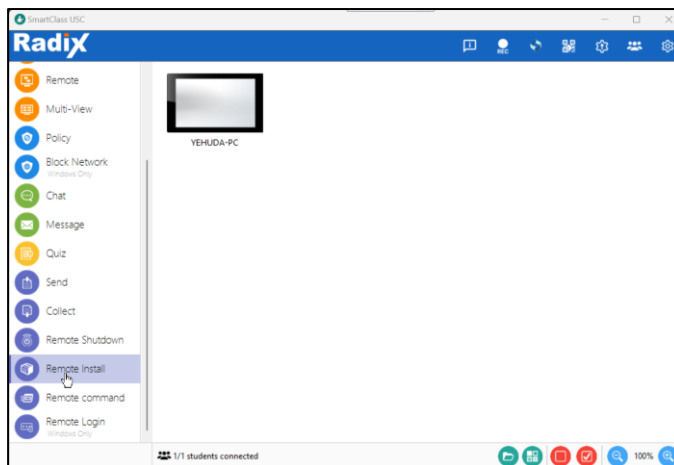 SmartClass USC
Radix
REC
Remote
Multi-View
Policy
Block Network
Windows Only
Chat
Message
Quiz
Send
Collect
Remote Shutdown
Remote Install
Remote command
Remote Login
Windows Only
YEHUDA-PC
1/1 students connected
100%